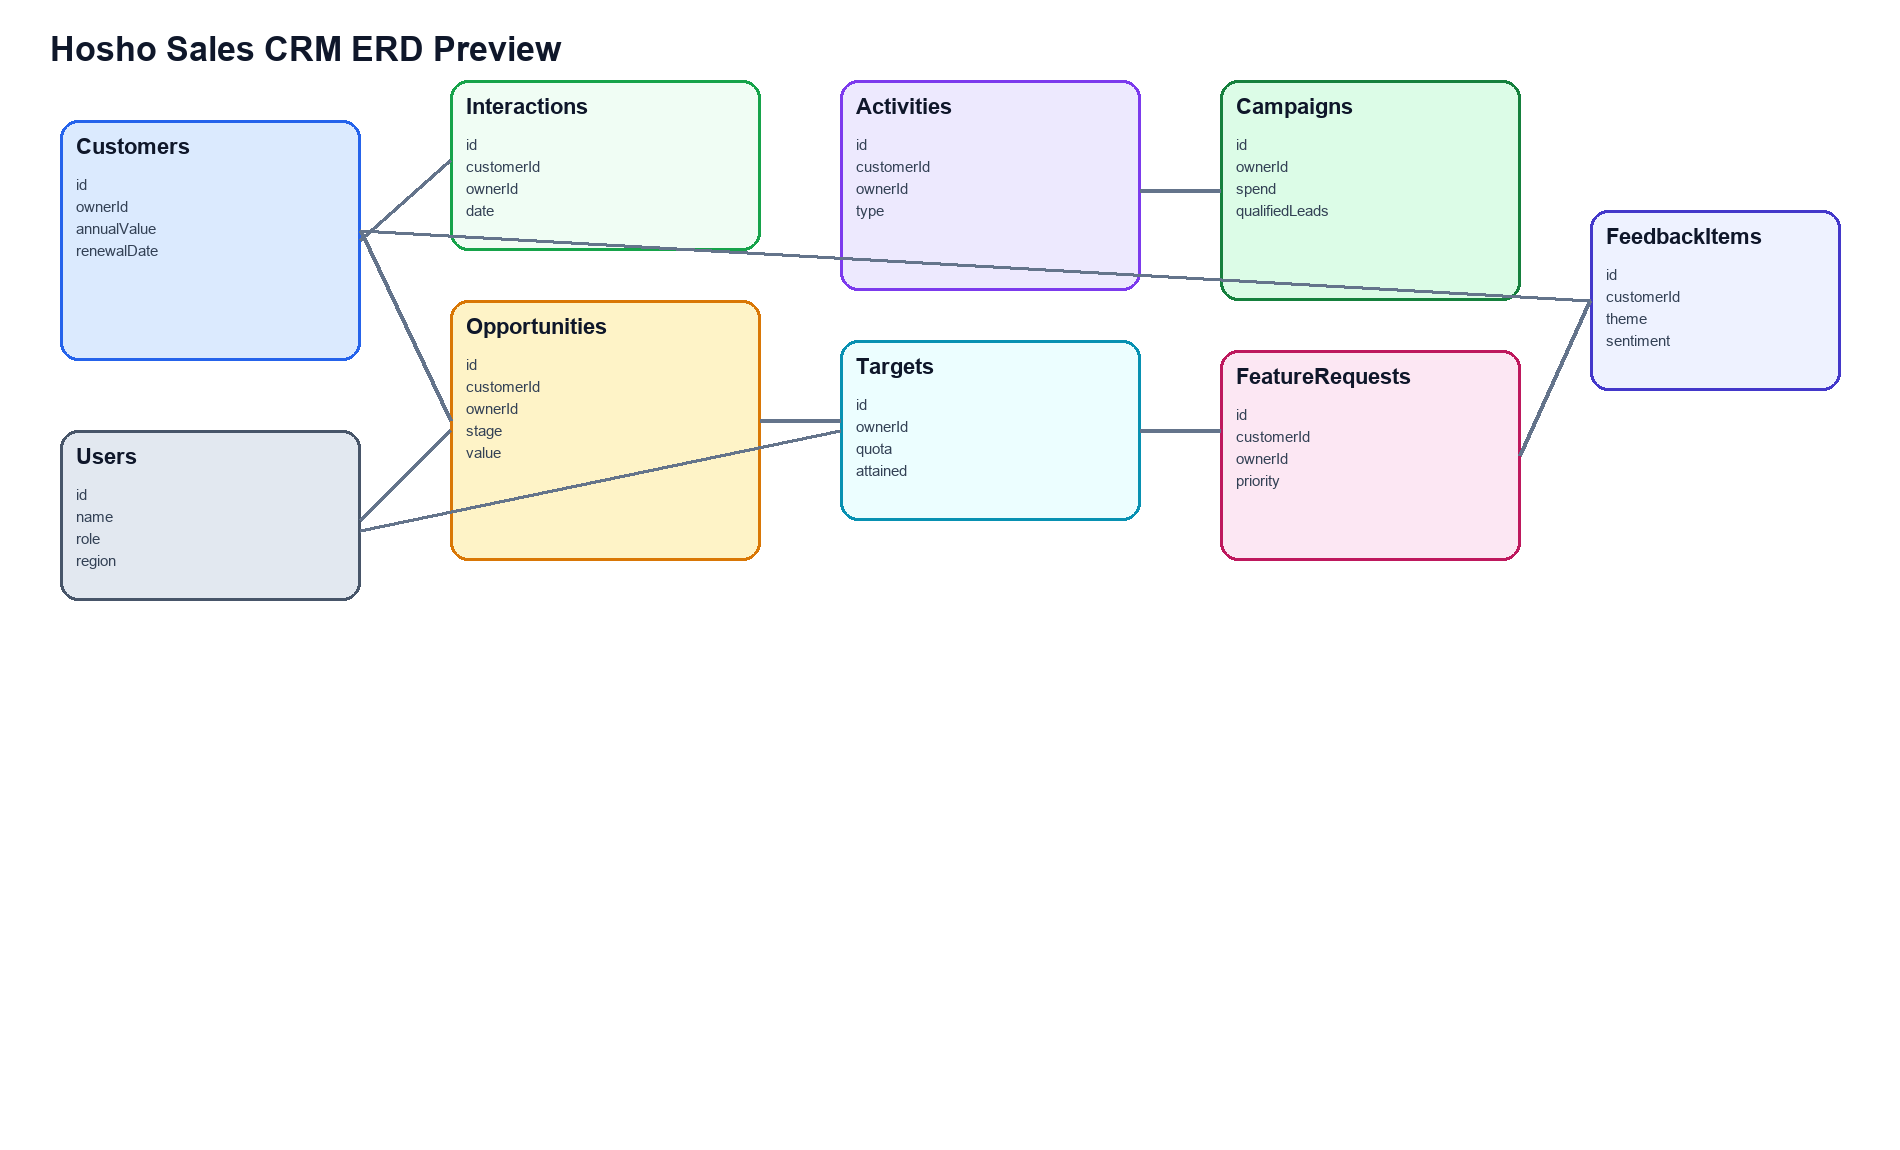 Hosho Sales CRM ERD Preview
Customers
id
ownerId
annualValue
renewalDate
Users
id
name
role
region
Interactions
id
customerId
ownerId
date
Opportunities
id
customerId
ownerId
stage
value
Activities
id
customerId
ownerId
type
Targets
id
ownerId
quota
attained
Campaigns
id
ownerId
spend
qualifiedLeads
FeatureRequests
id
customerId
ownerId
priority
FeedbackItems
id
customerId
theme
sentiment